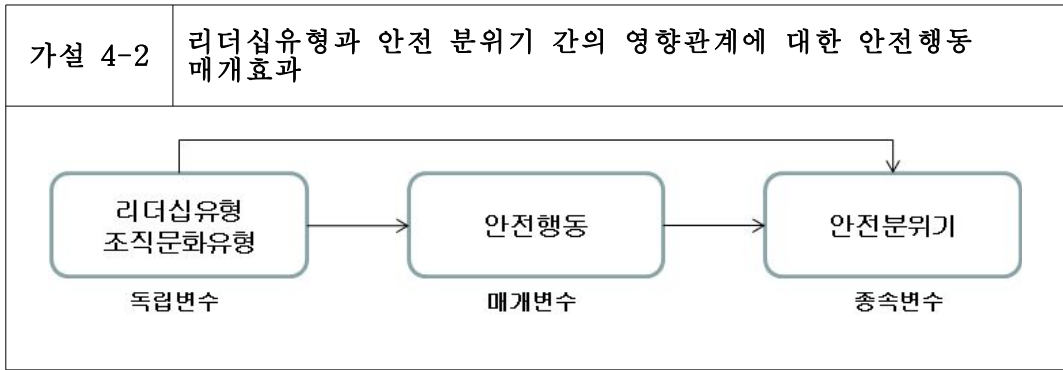 가설 4-2
리더십유형과 안전 분위기 간의 영향관계에 대한 안전행동
매개효과
리더십유형
조직문화유형
안전행동
안전분위기
독립변수
매개변수
종속변수